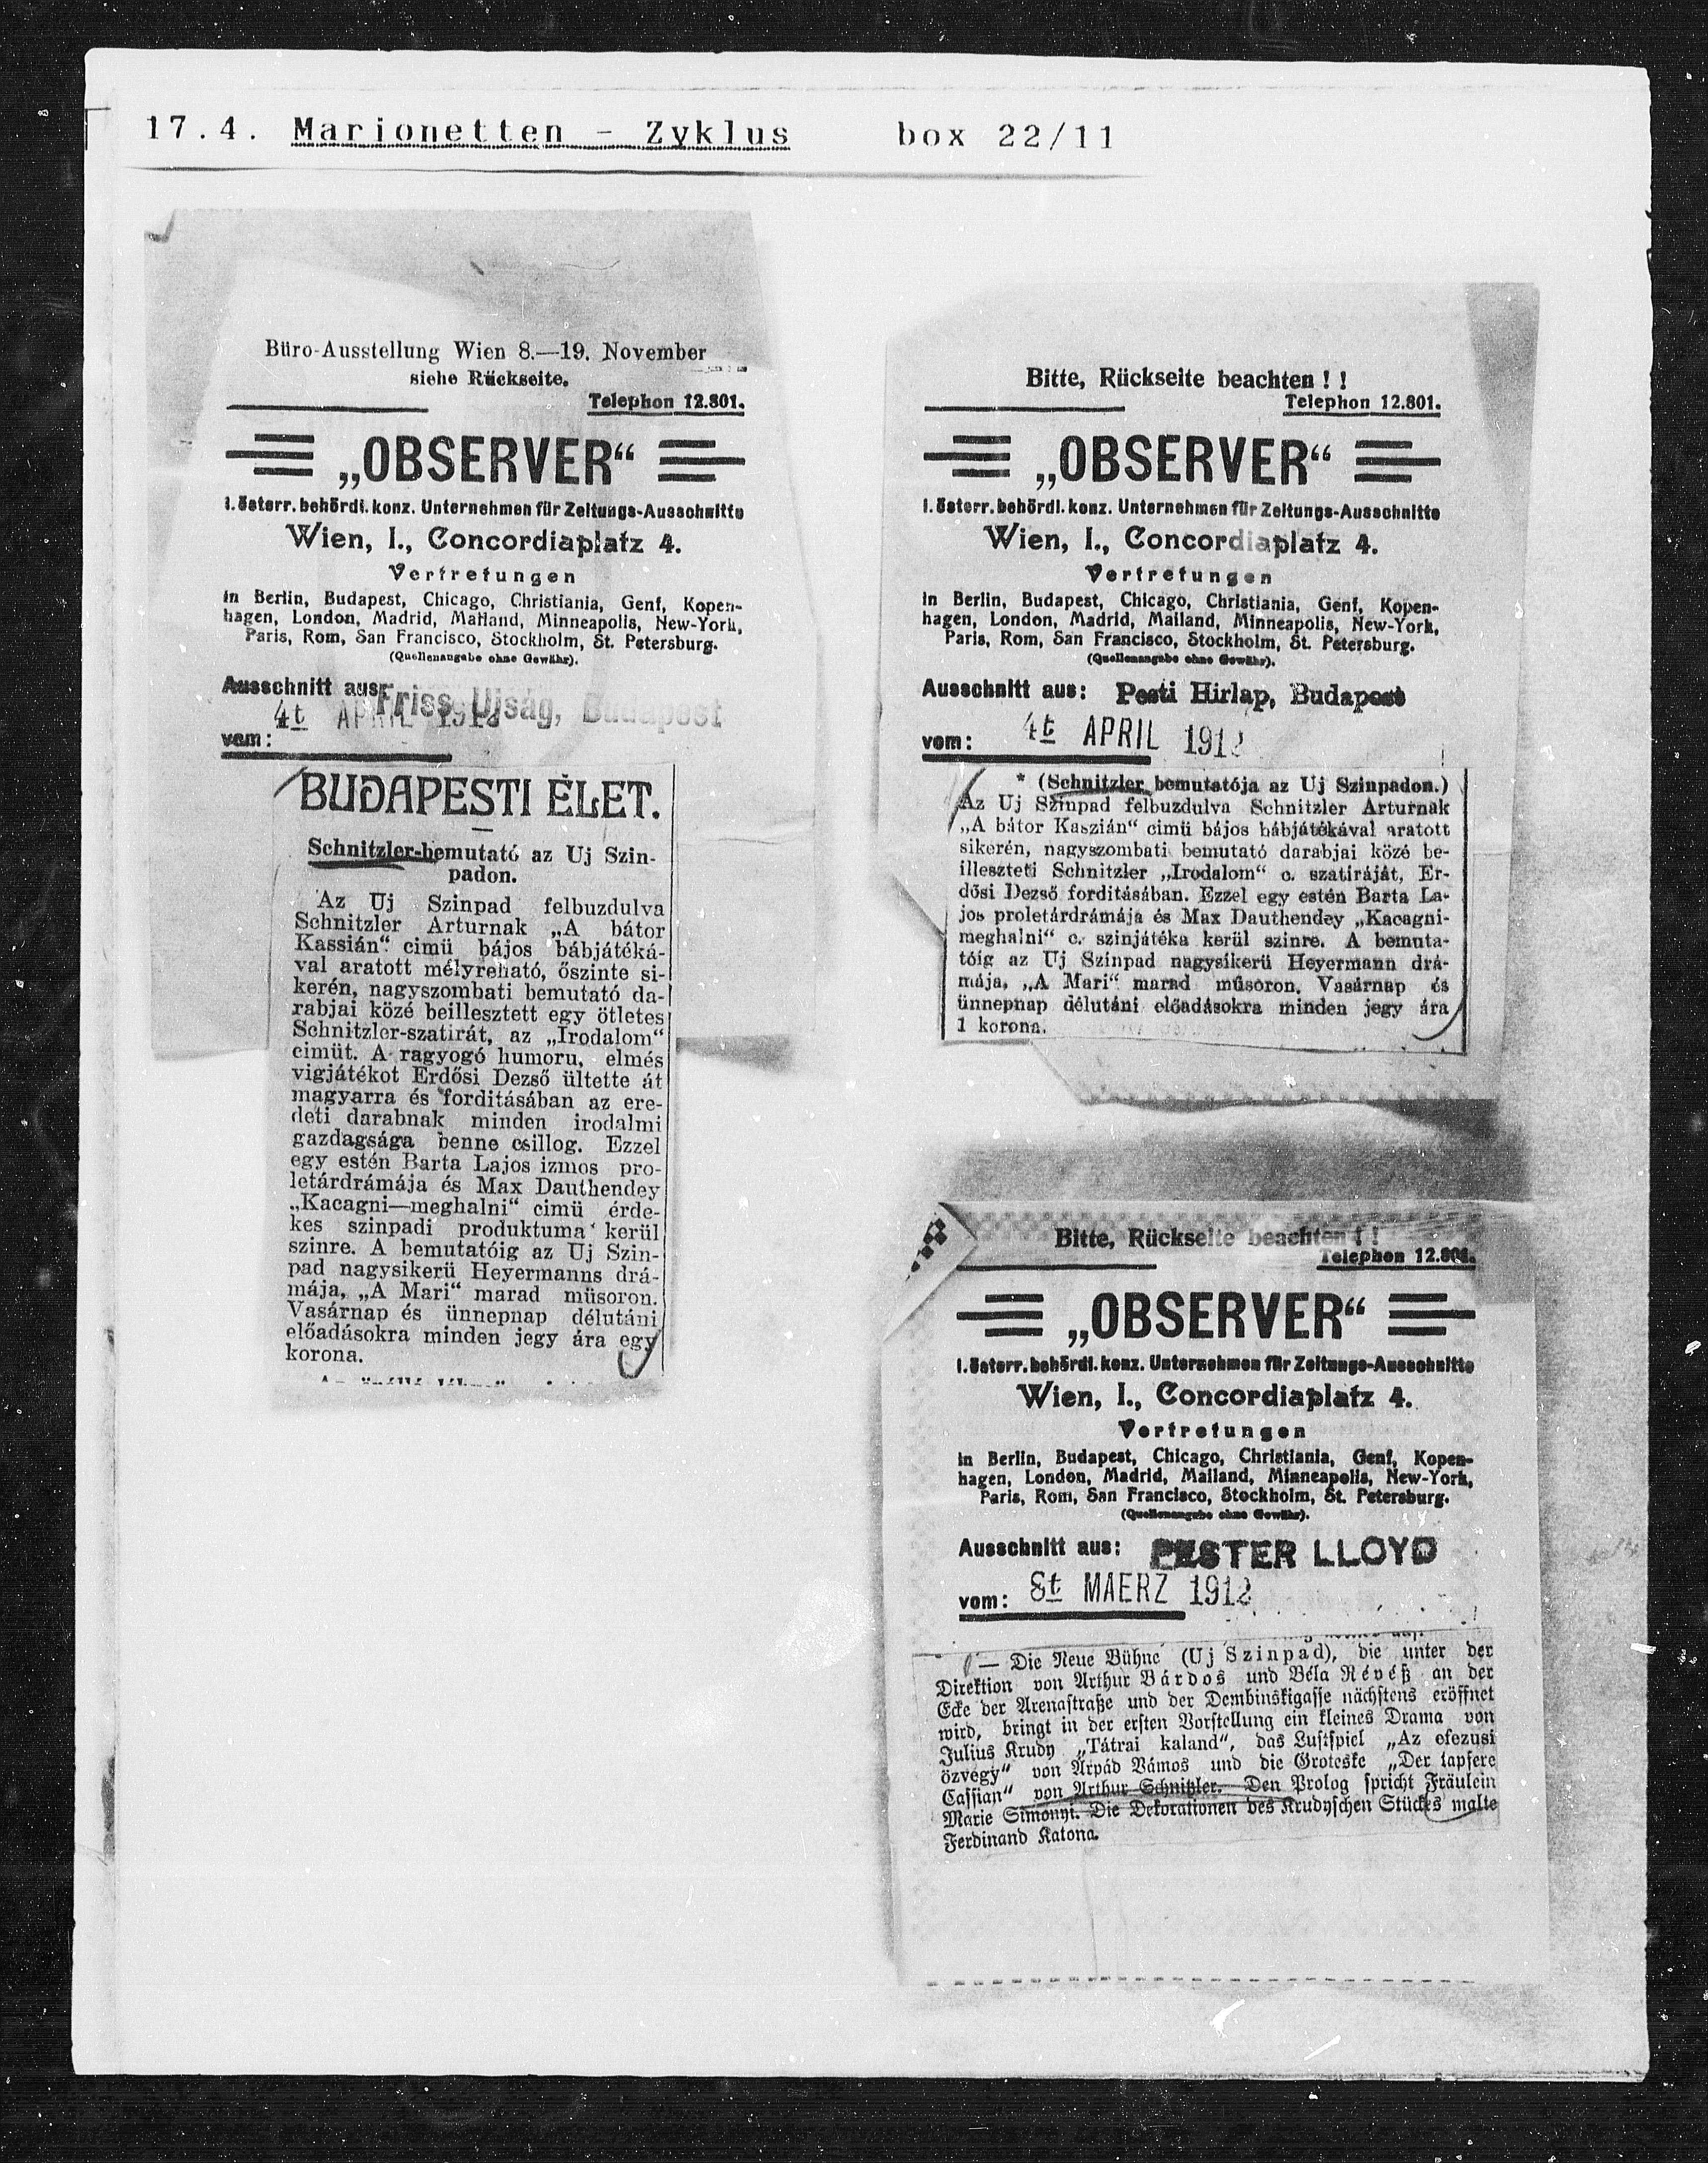 17.4. Marionetten - Zyklus box 22/11
Büro-Ausstellung Wien 8.—19. November
siehe Rückseite.
Telephon 12.801.
„OBSERVER“
I. österr. behördl. konz. Unternehmen für Zeitungs-Ausschnitte
Wien, I., Concordiaplatz 4.
Vertretungen
in Berlin, Budapest, Chicago, Christiania, Genf, Kopen-
hagen, London, Madrid, Mailand, Minneapolis, New-York,
Paris, Rom, San Francisco, Stockholm, St. Petersburg.
(Quellenangabe ohne Gewähr).
Ausschnitt aus: Friss Ujság, Budapest
4t APRIL 1912
vom:
BUDAPESTI ÉLET.
Schnitzler-bemutató az Uj Szin-
padon.
Az Uj Szinpad felbuzdulva
Schnitzler Arturnak „A bátor
Kassián“ cimü bájos bábjátéká-
val aratott mélyreható, őszinte si-
kerén, nagyszombati bemutató da-
rabjai közé beillesztett egy ötletes
Schnitzler-szatirát, az „Irodalom“
cimüt. A ragyogó humoru, elmés
vigjátékot Erdősi Dezső ültette át
magyarra és forditásában az ere-
deti darabnak minden irodalmi
gazdagsága benne csillog. Ezzel
egy estén Barta Lajos izmos pro-
letárdrámája és Max Dauthendey
„Kacagni—meghalni“ cimü érde-
kes szinpadi produktuma kerül
szinre. A bemutatóig az Uj Szin-
pad nagysikerü Heyermanns drá-
mája, „A Mari“ marad müsoron.
Vasárnap és ünnepnap délutáni
előadásokra minden jegy ára egy
korona.
Bitte, Rückseite beachten ! !
Telephon 12.801.
„OBSERVER“
I. österr. behördl. konz. Unternehmen für Zeitungs-Ausschnitte
Wien, I., Concordiaplatz 4.
Vertretungen
in Berlin, Budapest, Chicago, Christiania, Genf, Kopen-
hagen, London, Madrid, Mailand, Minneapolis, New-York,
Paris, Rom, San Francisco, Stockholm, St. Petersburg.
(Quellenangabe ohne Gewähr).
Ausschnitt aus: Pesti Hirlap, Budapest
4t APRIL 1912
vom:
* (Schnitzler bemutatója az Uj Szinpadon.)
Az Uj Szinpad felbuzdulva Schnitzler Arturnak
„A bátor Kaszián“ cimü bájos bábjátékával aratott
sikerén, nagyszombati bemutató darabjai közé be-
illeszteti Schnitzler „Irodalom“ c. szatiráját, Er-
dősi Dezső forditásában. Ezzel egy estén Barta La-
jos proletárdrámája és Max Dauthendey „Kacagni-
meghalni“ c. szinjátéka kerül szinre. A bemuta-
tóig az Uj Szinpad nagysikerü Heyermann drá-
mája, „A Mari“ marad műsoron. Vasárnap és
ünnepnap délutáni előadásokra minden jegy ára
1 korona.
Bitte, Rückseite beachten ! !
Telephon 12.801.
„OBSERVER“
I. österr. behördl. konz. Unternehmen für Zeitungs-Ausschnitte
Wien, I., Concordiaplatz 4.
Vertretungen
in Berlin, Budapest, Chicago, Christiania, Genf, Kopen-
hagen, London, Madrid, Mailand, Minneapolis, New-York,
Paris, Rom, San Francisco, Stockholm, St. Petersburg.
(Quellenangabe ohne Gewähr).
Ausschnitt aus: PESTER LLOYD
vom: 8t MAERZ 1912
— Die Neue Bühne (Uj Szinpad), die unter der
Direktion von Arthur Bárdos und Béla Révéß an der
Ecke der Arenastraße und der Dembinskigasse nächstens eröffnet
wird, bringt in der ersten Vorstellung ein kleines Drama von
Julius Krudy „Tátrai kaland“, das Lustspiel „Az efezusi
özvegy“ von Árpád Vámos und die Groteske „Der tapfere
Cassian“ von Arthur Schnitzler. Den Prolog spricht Fräulein
Marie Simonyi. Die Dekorationen des Krudyschen Stückes malte
Ferdinand Katona.